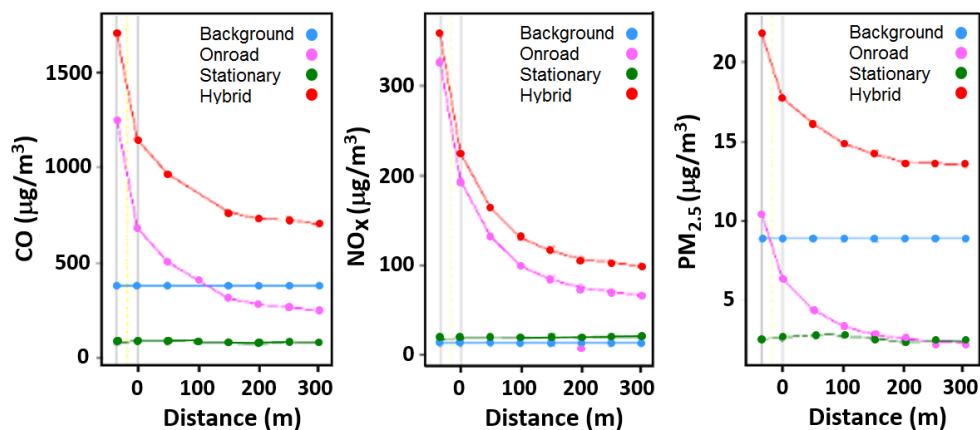 CO (μg/m³)
1500
1000
500
0
Background
Onroad
Stationary
Hybrid
0 100 200 300
Distance (m)
NOx (μg/m³)
300
200
100
0
Background
Onroad
Stationary
Hybrid
0 100 200 300
Distance (m)
PM₂.₅ (μg/m³)
20
15
10
5
Background
Onroad
Stationary
Hybrid
0 100 200 300
Distance (m)